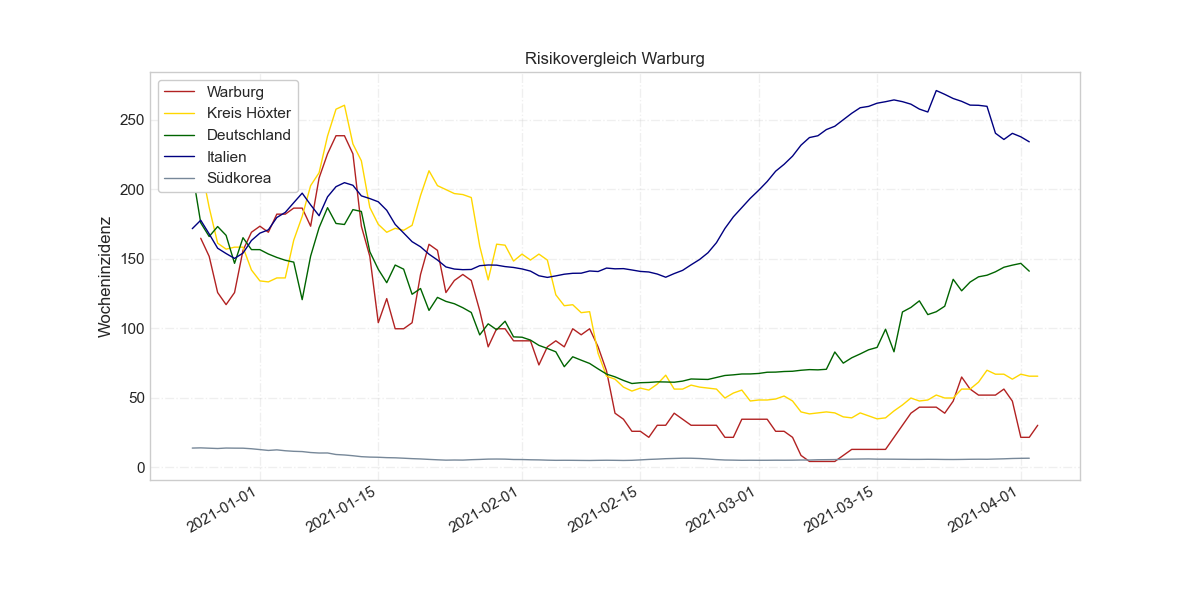 Risikovergleich Warburg
Warburg
Kreis Höxter
Deutschland
Italien
Südkorea
Wocheninzidenz
250
200
150
100
50
0
2021-01-01
2021-01-15
2021-02-01
2021-02-15
2021-03-01
2021-03-15
2021-04-01